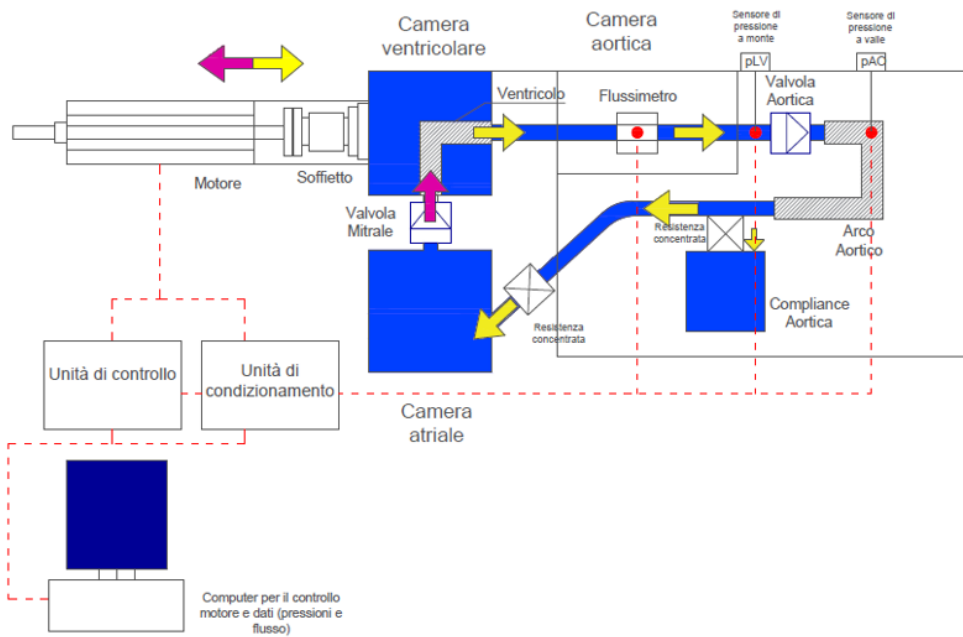 Camera
ventricolare
Camera
aortica
Sensore di
pressione
a monte
Sensore di
pressione
a valle
pLV
pAO
Ventricolo
Flussimetro
Valvola
Aortica
Motore
Soffietto
Valvola
Mitrale
Resistenza
concentrata
Arco
Aortico
Compliance
Aortica
Resistenza
concentrata
Unità di controllo
Unità di
condizionamento
Camera
atriale
Computer per il controllo
motore e dati (pressioni e
flusso)